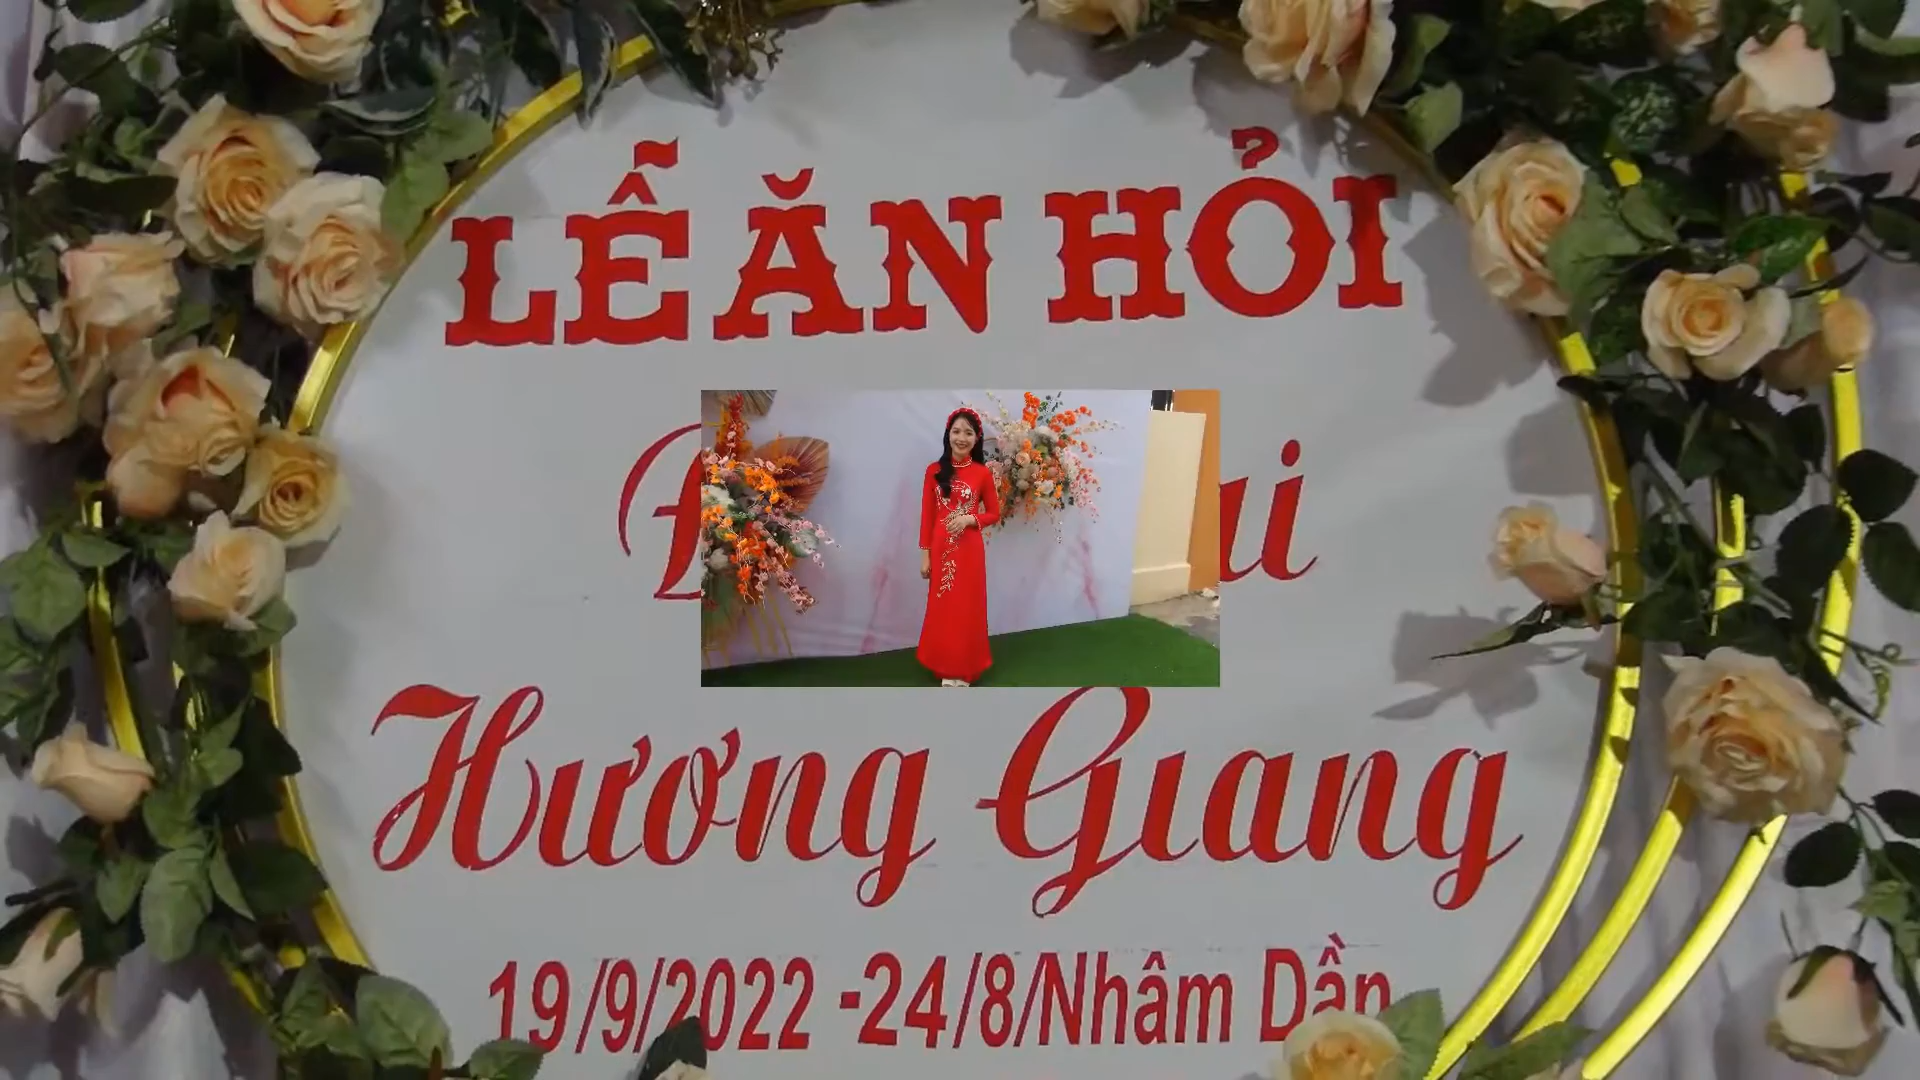 LỄ ĂN HỎI
Hương Giang
19/9/2022 -24/8/Nhâm Dần